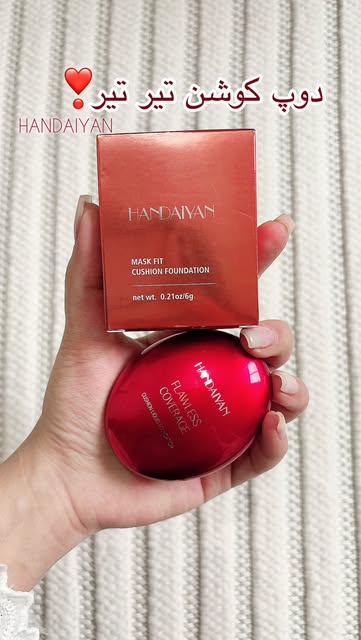 دوپ کوشن تیر تیر❣️
HANDAIYAN
HANDAIYAN
MASK FIT
CUSHION FOUNDATION
net wt. 0.21oz/6g
HANDAIYAN
FLAWLESS
COVERAGE